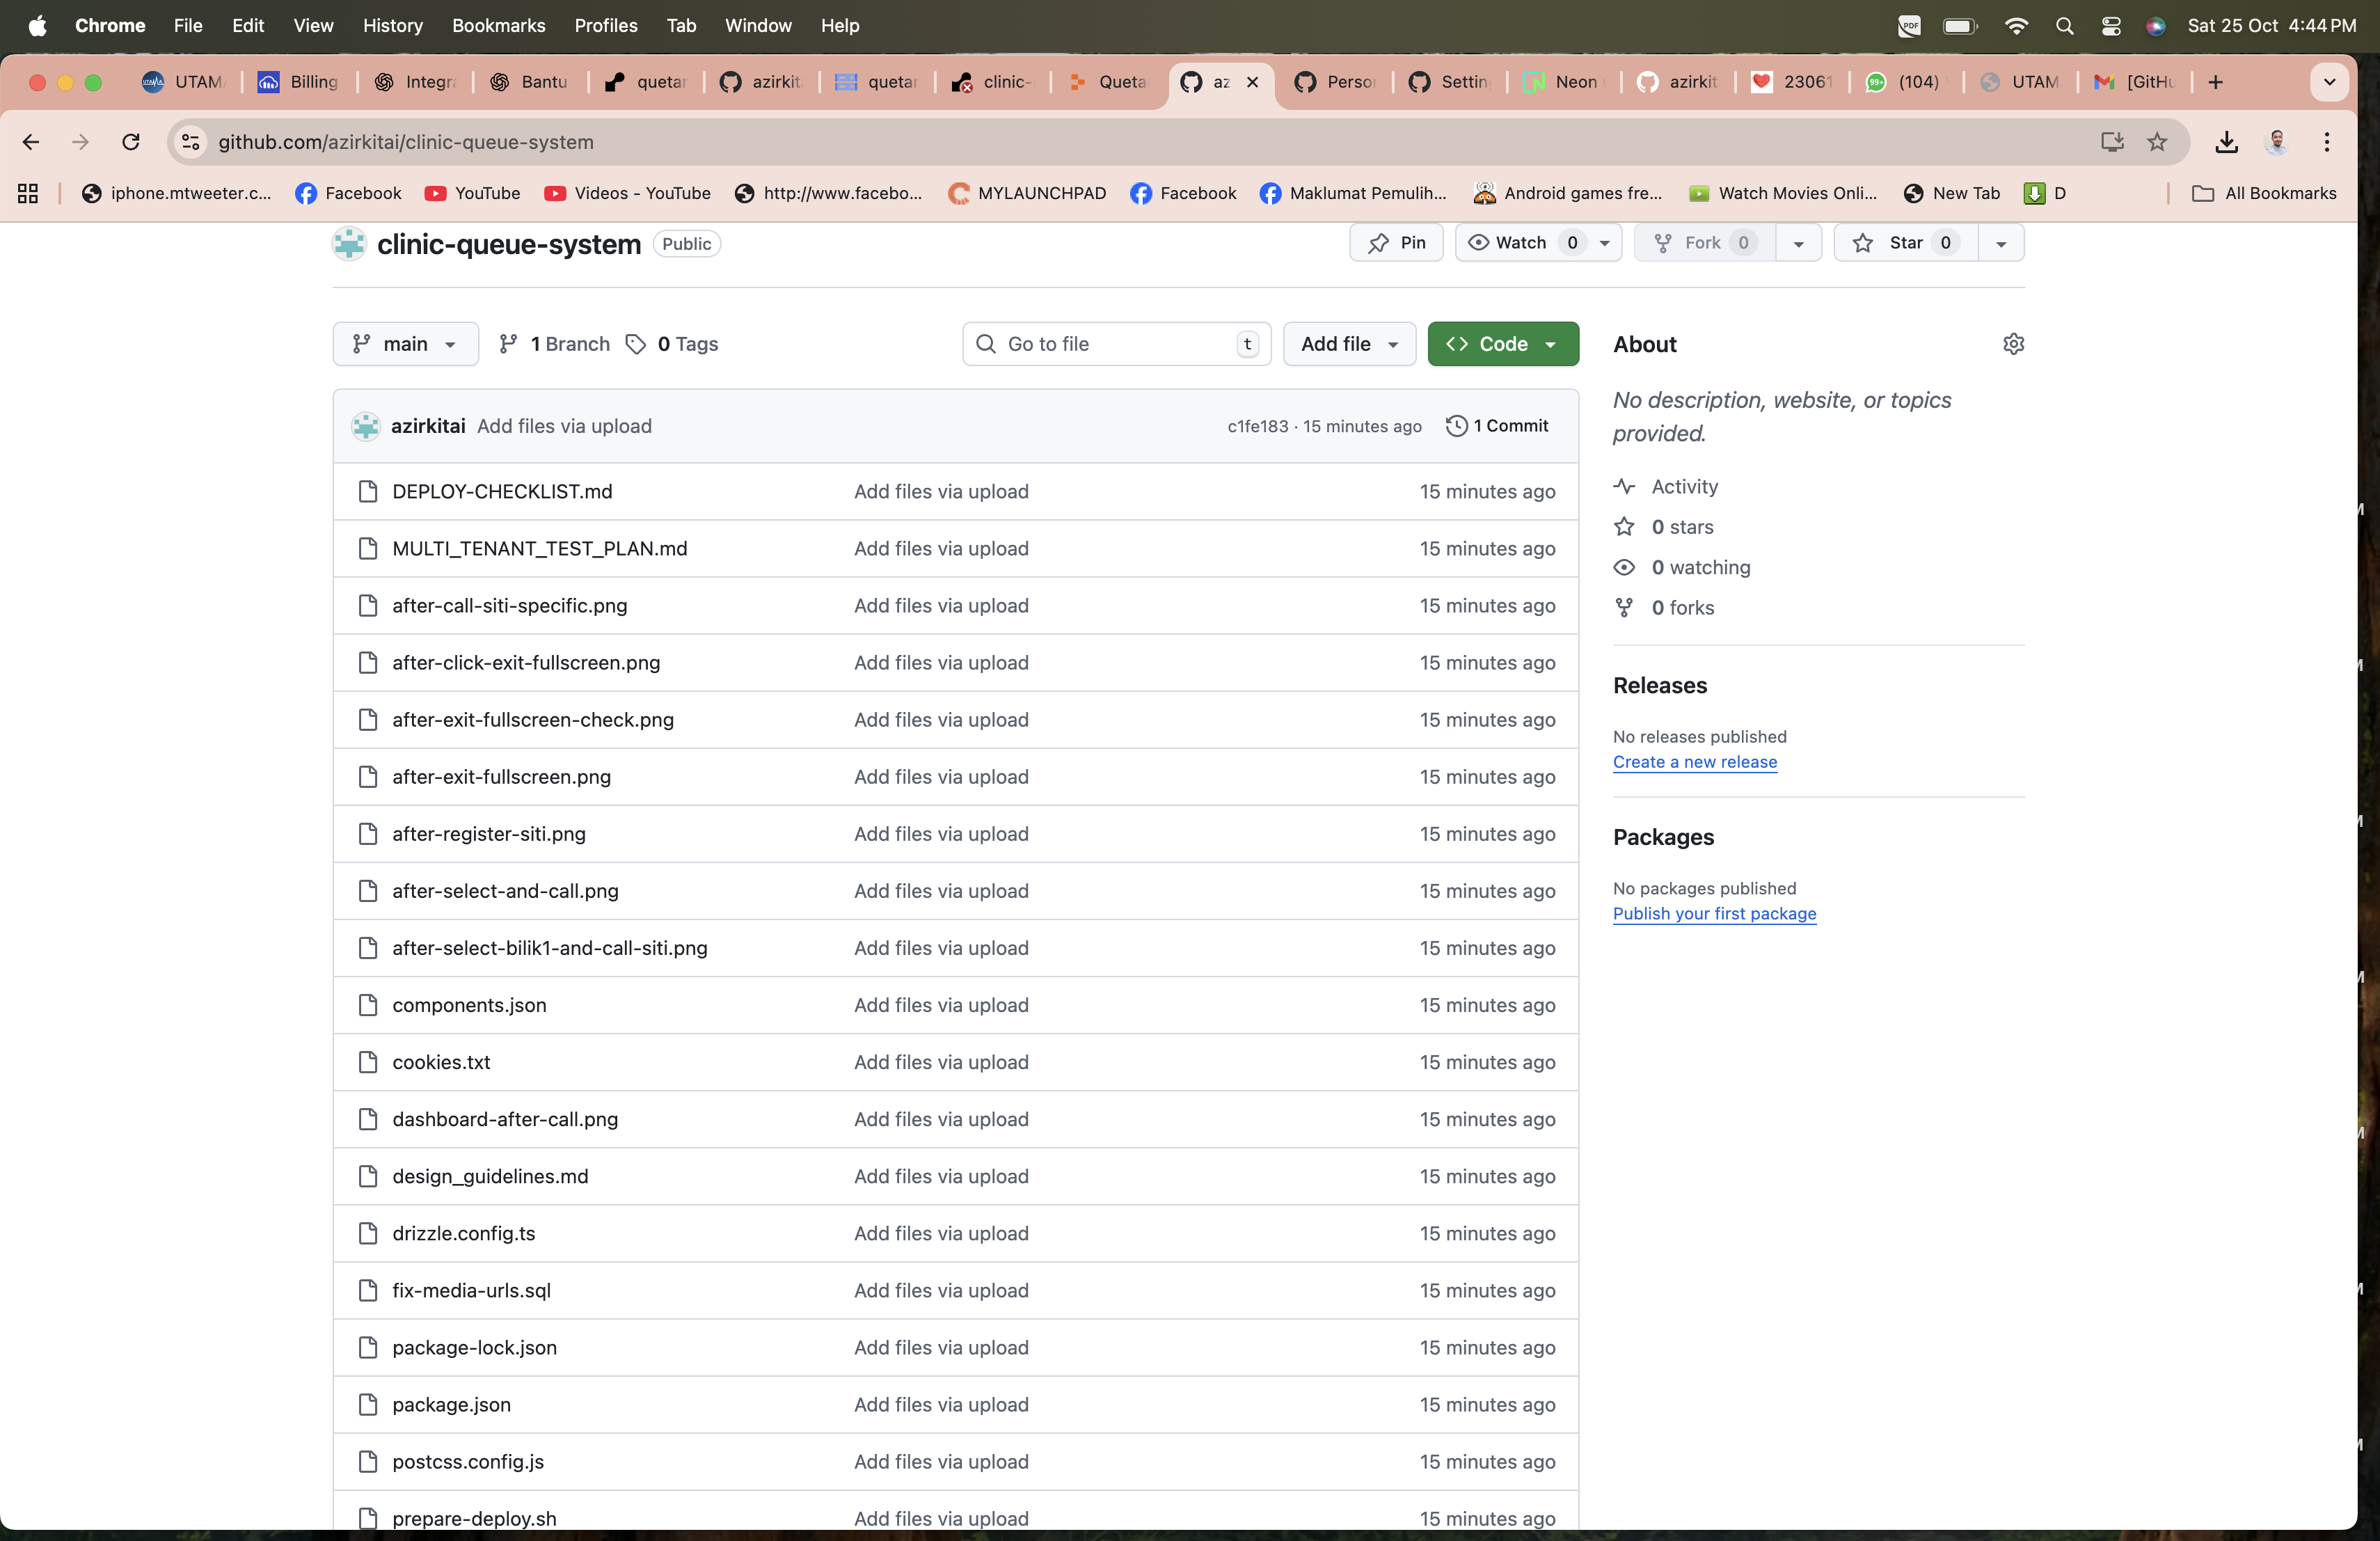 Chrome File Edit View History Bookmarks Profiles Tab Window Help PDF Sat 25 Oct 4:44 PM
UTAM Billing Integra Bantu quetar azirkit quetar clinic- Queta az Person Setting Neon azirkit 23061 99+ (104) UTAM [GitHu
github.com/azirkitai/clinic-queue-system
iphone.mtweeter.c... Facebook YouTube Videos - YouTube http://www.facebo... MYLAUNCHPAD Facebook Maklumat Pemulih... Android games fre... Watch Movies Onli... New Tab D All Bookmarks
clinic-queue-system Public Pin Watch 0 Fork 0 Star 0
main 1 Branch 0 Tags Go to file t Add file Code
azirkitai Add files via upload c1fe183 · 15 minutes ago 1 Commit
DEPLOY-CHECKLIST.md Add files via upload 15 minutes ago
MULTI_TENANT_TEST_PLAN.md Add files via upload 15 minutes ago
after-call-siti-specific.png Add files via upload 15 minutes ago
after-click-exit-fullscreen.png Add files via upload 15 minutes ago
after-exit-fullscreen-check.png Add files via upload 15 minutes ago
after-exit-fullscreen.png Add files via upload 15 minutes ago
after-register-siti.png Add files via upload 15 minutes ago
after-select-and-call.png Add files via upload 15 minutes ago
after-select-bilik1-and-call-siti.png Add files via upload 15 minutes ago
components.json Add files via upload 15 minutes ago
cookies.txt Add files via upload 15 minutes ago
dashboard-after-call.png Add files via upload 15 minutes ago
design_guidelines.md Add files via upload 15 minutes ago
drizzle.config.ts Add files via upload 15 minutes ago
fix-media-urls.sql Add files via upload 15 minutes ago
package-lock.json Add files via upload 15 minutes ago
package.json Add files via upload 15 minutes ago
postcss.config.js Add files via upload 15 minutes ago
prepare-deploy.sh Add files via upload 15 minutes ago
About
No description, website, or topics
provided.
Activity
0 stars
0 watching
0 forks
Releases
No releases published
Create a new release
Packages
No packages published
Publish your first package